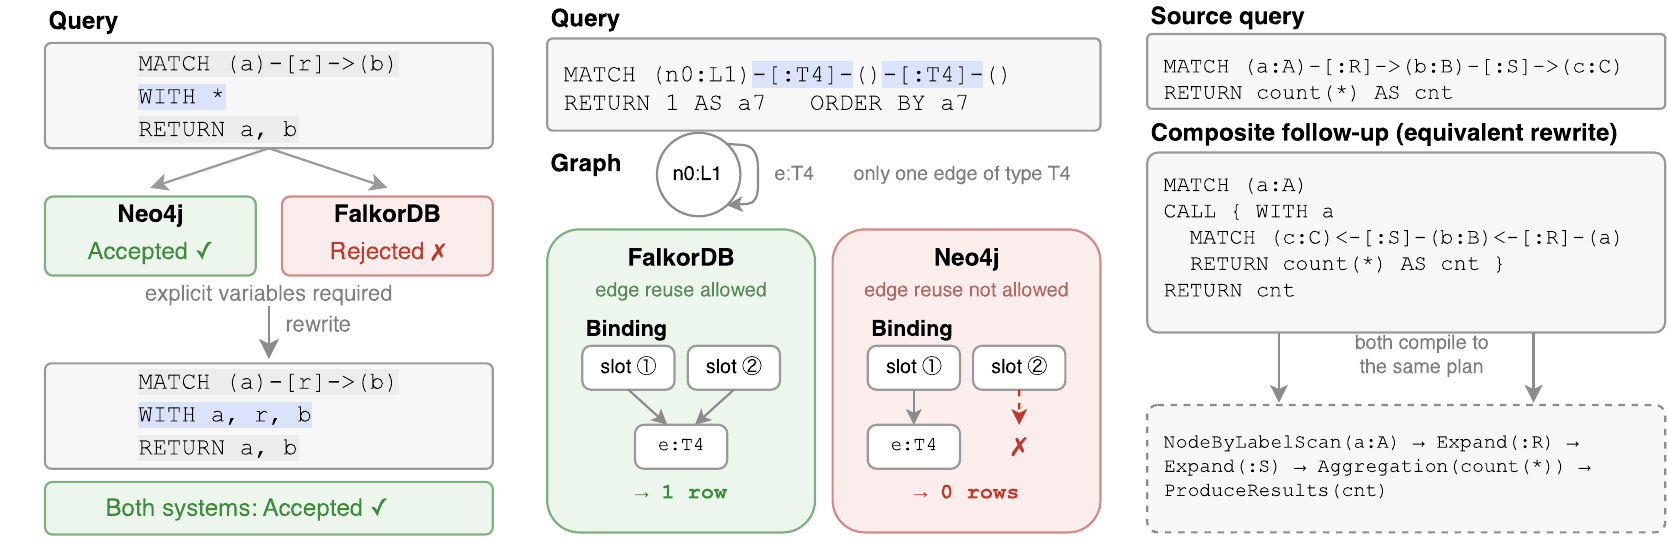 Query
MATCH (a)-[r]->(b)
WITH *
RETURN a, b
Neo4j
Accepted ✓
FalkorDB
Rejected ✗
explicit variables required
rewrite
MATCH (a)-[r]->(b)
WITH a, r, b
RETURN a, b
Both systems: Accepted ✓
Query
MATCH (n0:L1)-[:T4]-()-[:T4]-()
RETURN 1 AS a7 ORDER BY a7
Graph
n0:L1
e:T4
only one edge of type T4
FalkorDB
edge reuse allowed
Binding
slot ①
slot ②
e:T4
→ 1 row
Neo4j
edge reuse not allowed
Binding
slot ①
slot ②
e:T4
✗
→ 0 rows
Source query
MATCH (a:A)-[:R]->(b:B)-[:S]->(c:C)
RETURN count(*) AS cnt
Composite follow-up (equivalent rewrite)
MATCH (a:A)
CALL { WITH a
MATCH (c:C)<-[:S]-(b:B)<-[:R]-(a)
RETURN count(*) AS cnt }
RETURN cnt
both compile to
the same plan
NodeByLabelScan(a:A) → Expand(:R) →
Expand(:S) → Aggregation(count(*)) →
ProduceResults(cnt)